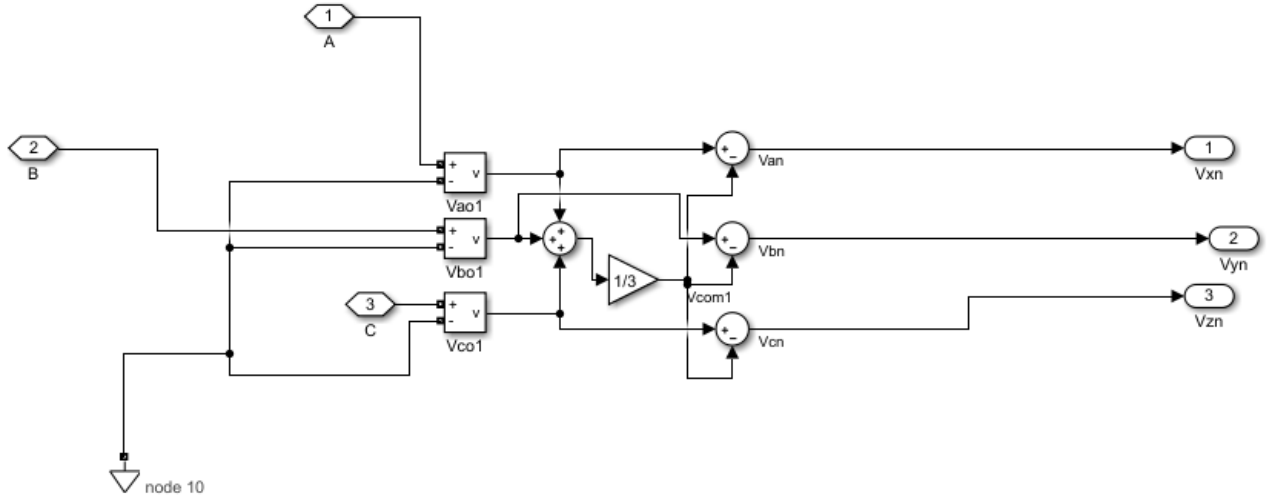 1
A
2
B
+
-
v
Vao1
+
-
v
Vbo1
3
C
+
-
v
Vco1
+
+
+
1/3
Vcom1
+
-
Van
+
-
Vbn
+
-
Vcn
1
Vxn
2
Vyn
3
Vzn
node 10